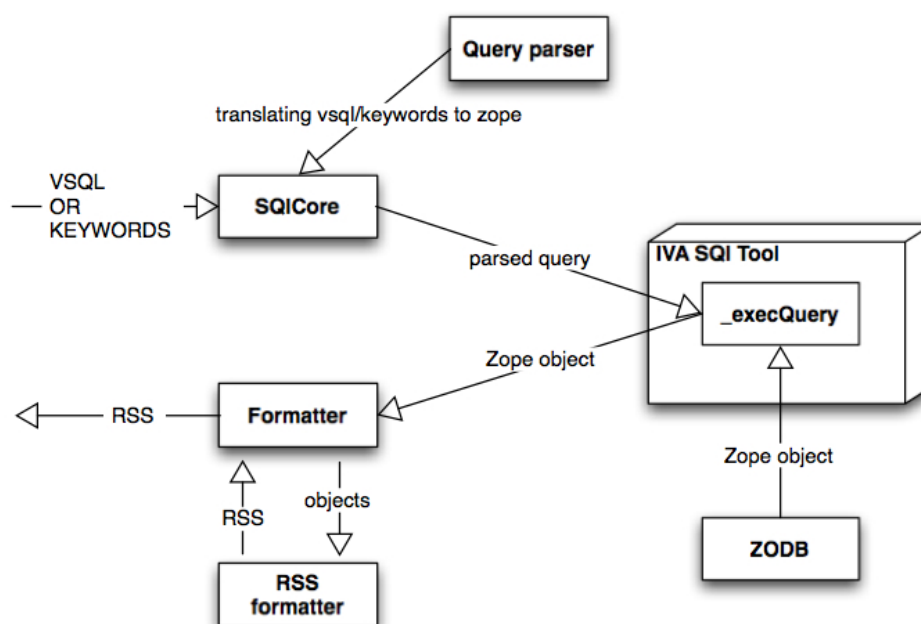 Query parser
translating vsql/keywords to zope
VSQL
OR
KEYWORDS
SQICore
parsed query
IVA SQI Tool
_execQuery
Zope object
RSS
Formatter
Zope object
RSS
objects
ZODB
RSS
formatter